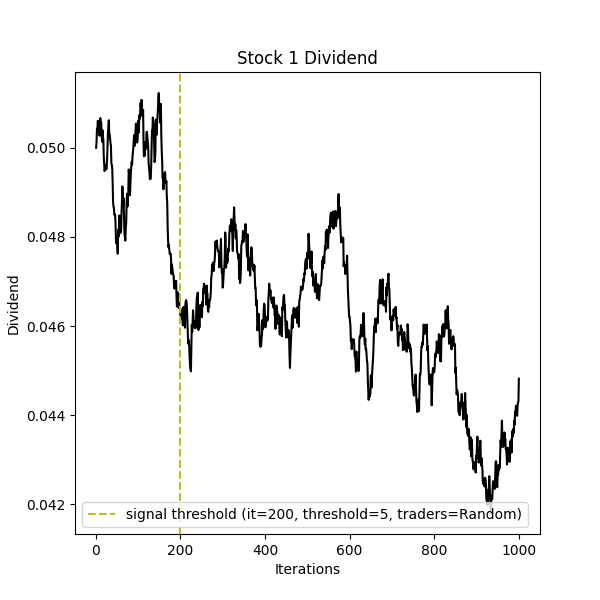 Stock 1 Dividend
Dividend
0.050
0.048
0.046
0.044
0.042
signal threshold (it=200, threshold=5, traders=Random)
0
200
400
600
800
1000
Iterations